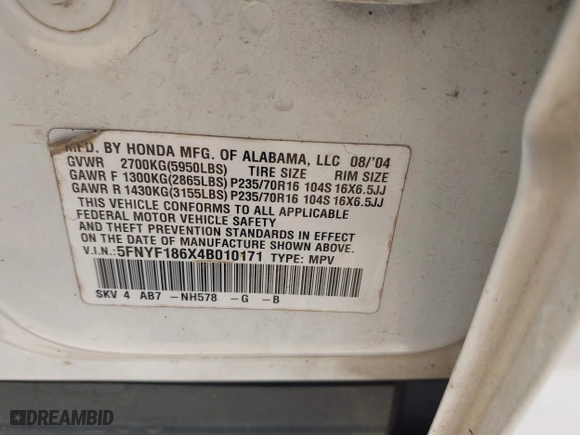 MFD. BY HONDA MFG. OF ALABAMA, LLC 08/'04
GVWR 2700KG(5950LBS) TIRE SIZE RIM SIZE
GAWR F 1300KG(2865LBS) P235/70R16 104S 16X6.5JJ
GAWR R 1430KG(3155LBS) P235/70R16 104S 16X6.5JJ
THIS VEHICLE CONFORMS TO ALL APPLICABLE
FEDERAL MOTOR VEHICLE SAFETY
AND THEFT PREVENTION STANDARDS IN EFFECT
ON THE DATE OF MANUFACTURE SHOWN ABOVE.
V.I.N.: 5FNYF186X4B010171 TYPE: MPV
SKV 4 AB7 -NH578 -G -B
DREAMBID